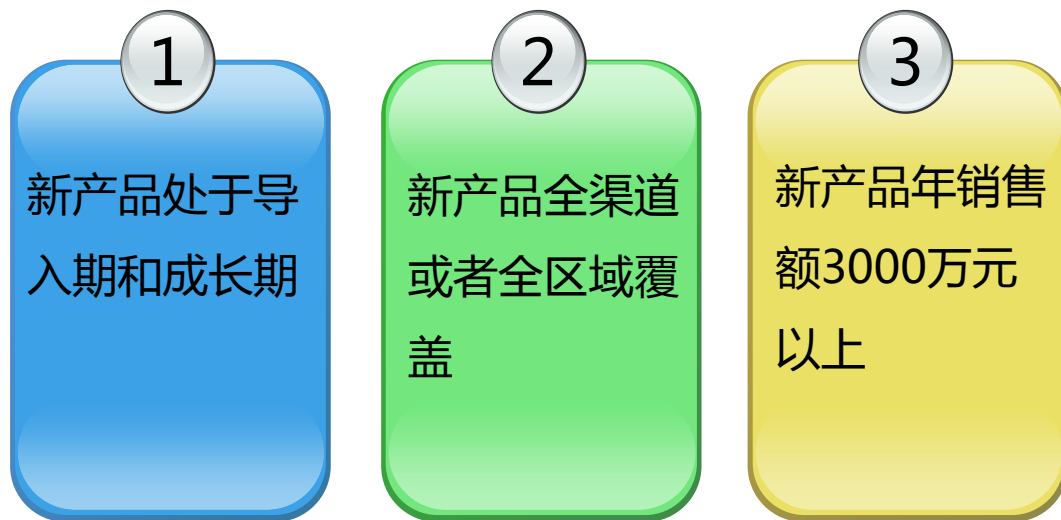 1
新产品处于导
入期和成长期
2
新产品全渠道
或者全区域覆
盖
3
新产品年销售
额3000万元
以上